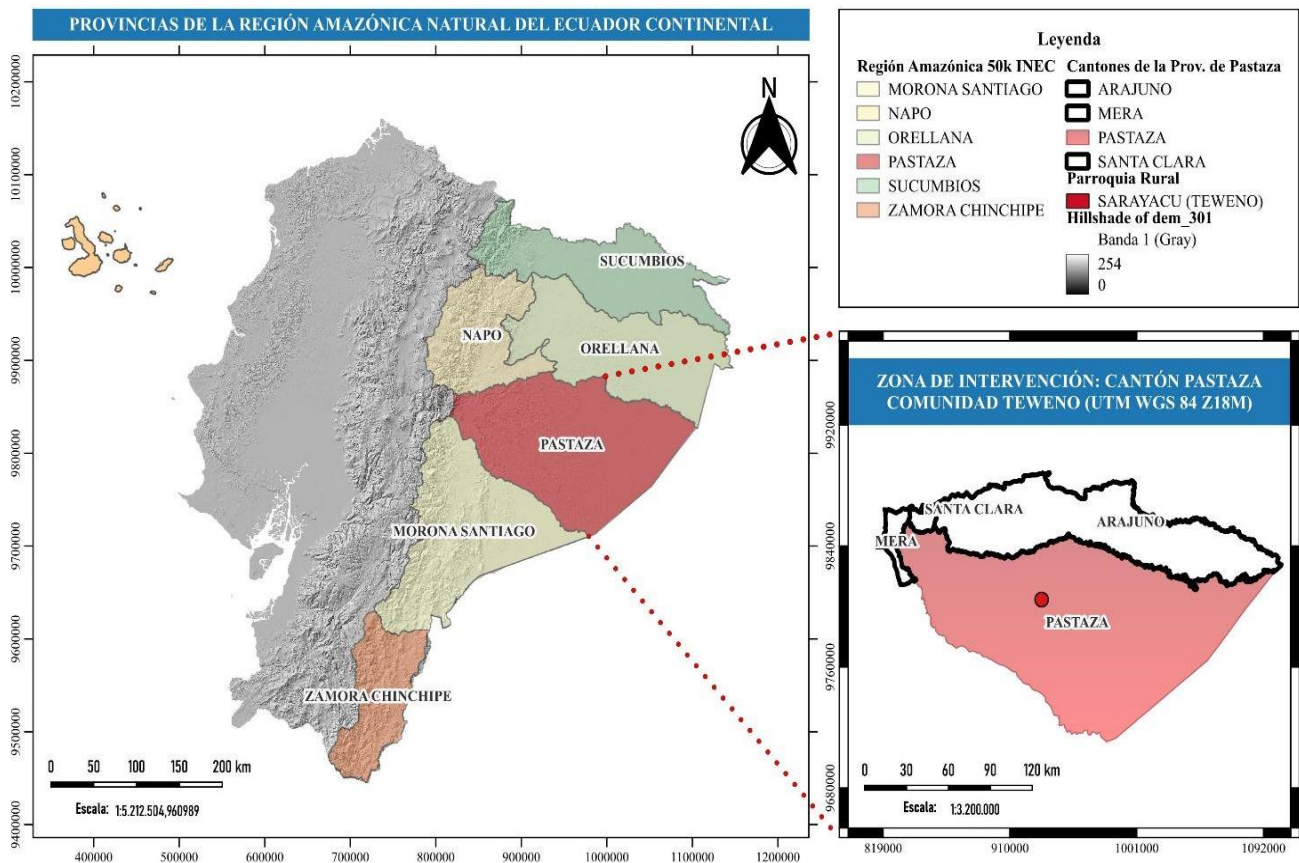 PROVINCIAS DE LA REGIÓN AMAZÓNICA NATURAL DEL ECUADOR CONTINENTAL
10200000
10100000
10000000
9900000
9800000
9700000
9600000
9500000
9400000
N
SUCUMBIOS
NAPO
ORELLANA
PASTAZA
MORONA SANTIAGO
ZAMORA CHINCHIPE
0 50 100 150 200 km
Escala: 1:5.212.504,960989
400000 500000 600000 700000 800000 900000 1000000 1100000 1200000
Leyenda
Región Amazónica 50k INEC
MORONA SANTIAGO
NAPO
ORELLANA
PASTAZA
SUCUMBIOS
ZAMORA CHINCHIPE
Cantones de la Prov. de Pastaza
ARAJUNO
MERA
PASTAZA
SANTA CLARA
Parroquia Rural
SARAYACU (TEWENO)
Hillshade of dem_301
Banda 1 (Gray)
254
0
ZONA DE INTERVENCIÓN: CANTÓN PASTAZA
COMUNIDAD TEWENO (UTM WGS 84 Z18M)
9920000
9840000
9760000
9680000
SANTA CLARA
ARAJUNO
MERA
PASTAZA
0 30 60 90 120 km
Escala: 1:3.200.000
819000 910000 1001000 1092000